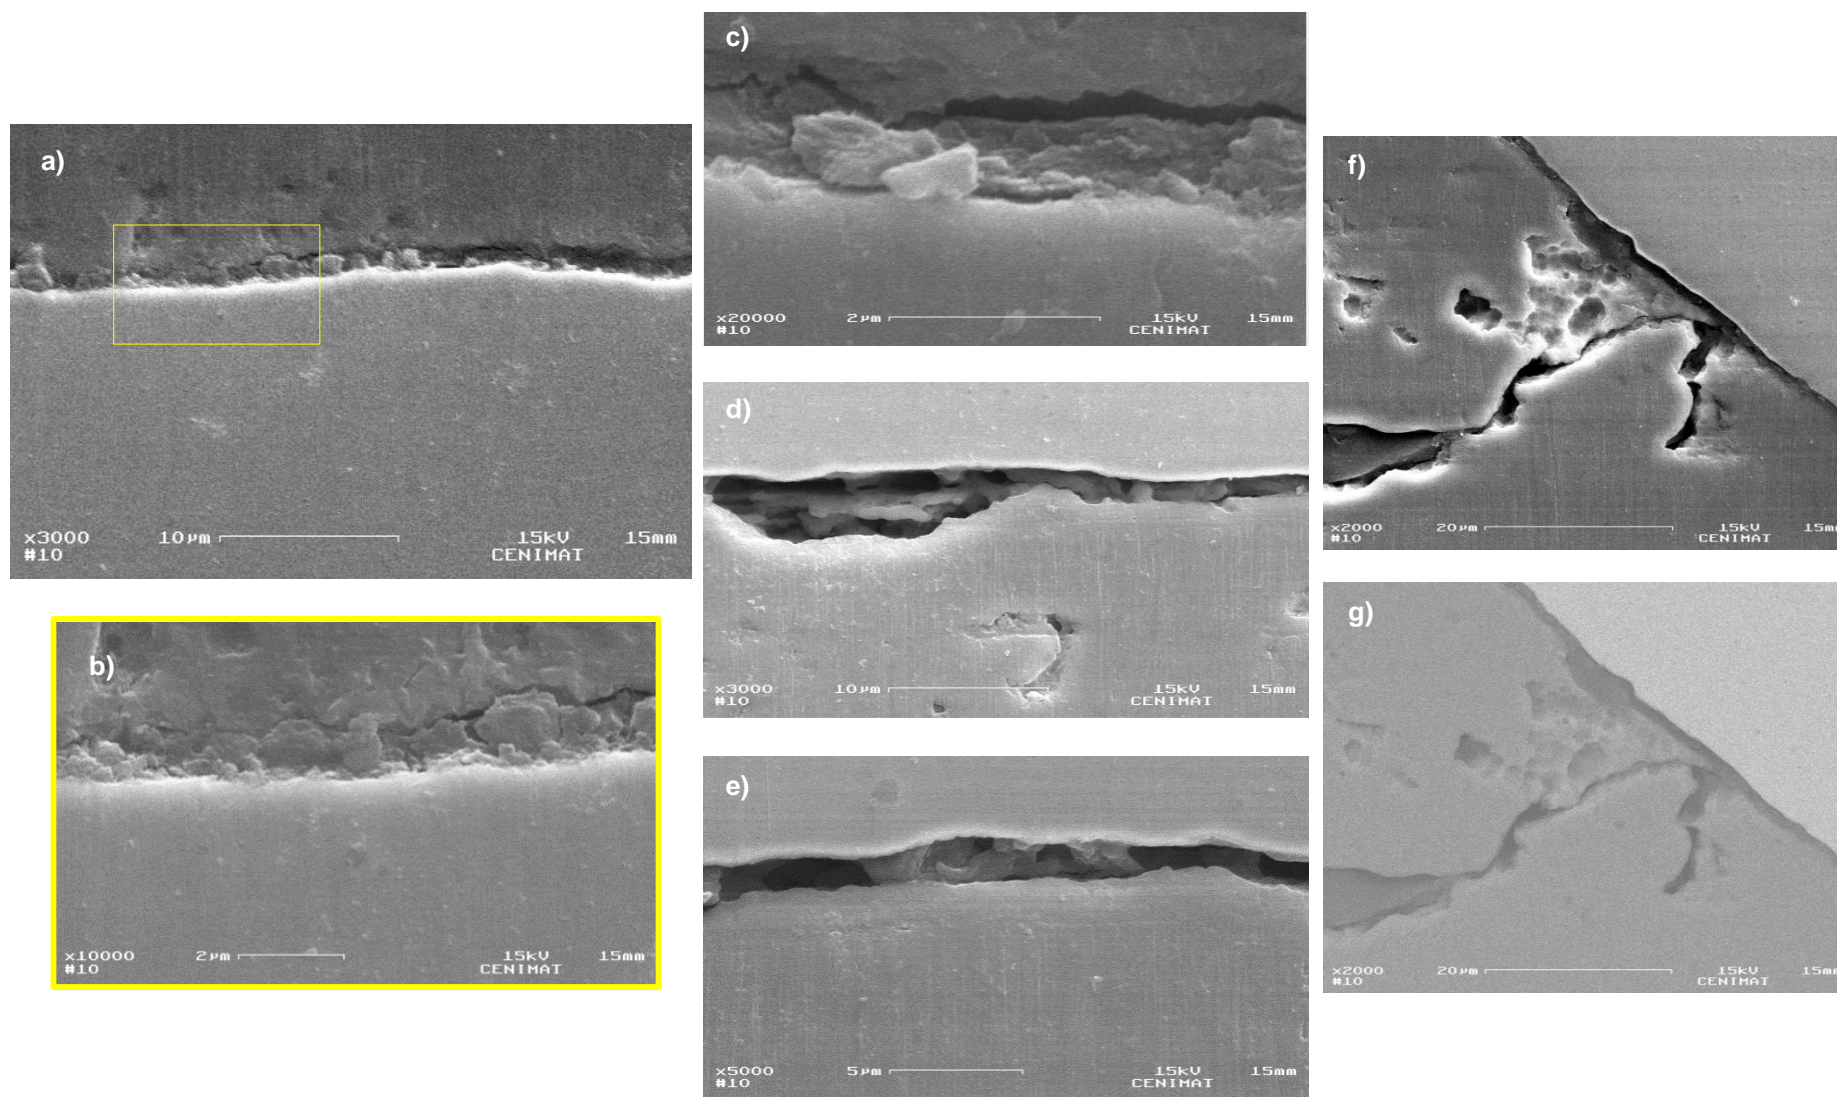 a)
x3000 10µm 15kV 15mm
#10 CENIMAT
b)
x10000 2µm 15kV 15mm
#10 CENIMAT
c)
x20000 2µm 15kV 15mm
#10 CENIMAT
d)
x3000 10µm 15kV 15mm
#10 CENIMAT
e)
x5000 5µm 15kV 15mm
#10 CENIMAT
f)
x2000 20µm 15kV 15mm
#10 CENIMAT
g)
x2000 20µm 15kV 15mm
#10 CENIMAT